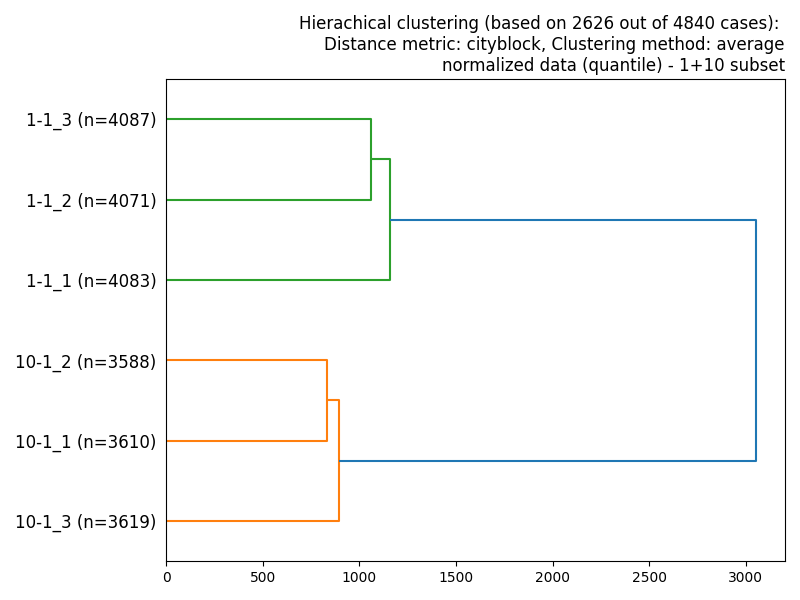 Hierachical clustering (based on 2626 out of 4840 cases):
Distance metric: cityblock, Clustering method: average
normalized data (quantile) - 1+10 subset
1-1_3 (n=4087)
1-1_2 (n=4071)
1-1_1 (n=4083)
10-1_2 (n=3588)
10-1_1 (n=3610)
10-1_3 (n=3619)
0 500 1000 1500 2000 2500 3000